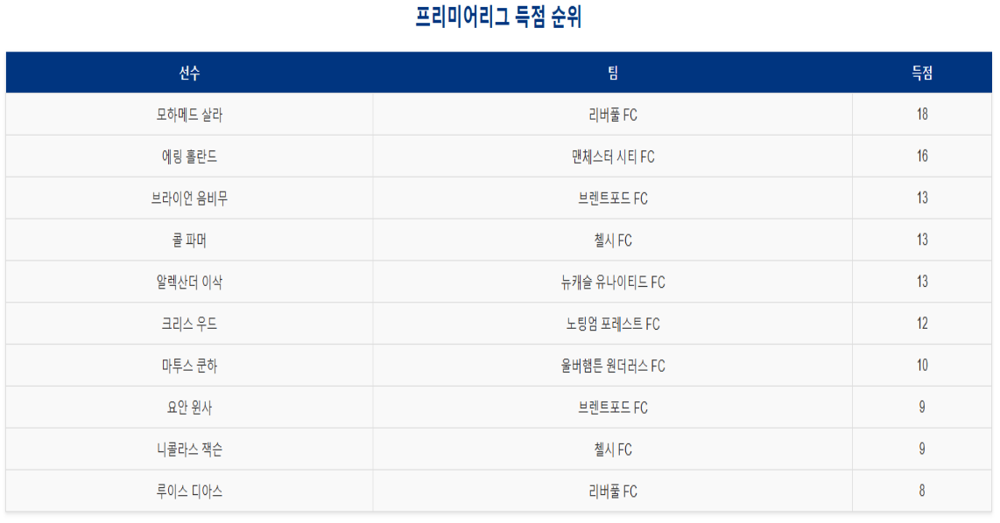 프리미어리그 득점 순위
선수 팀 득점
모하메드 살라 리버풀 FC 18
에링 홀란드 맨체스터 시티 FC 16
브라이언 음비무 브렌트포드 FC 13
콜 파머 첼시 FC 13
알렉산더 이삭 뉴캐슬 유나이티드 FC 13
크리스 우드 노팅엄 포레스트 FC 12
마투스 쿤하 울버햄튼 원더러스 FC 10
요안 윈사 브렌트포드 FC 9
니콜라스 잭슨 첼시 FC 9
루이스 디아스 리버풀 FC 8